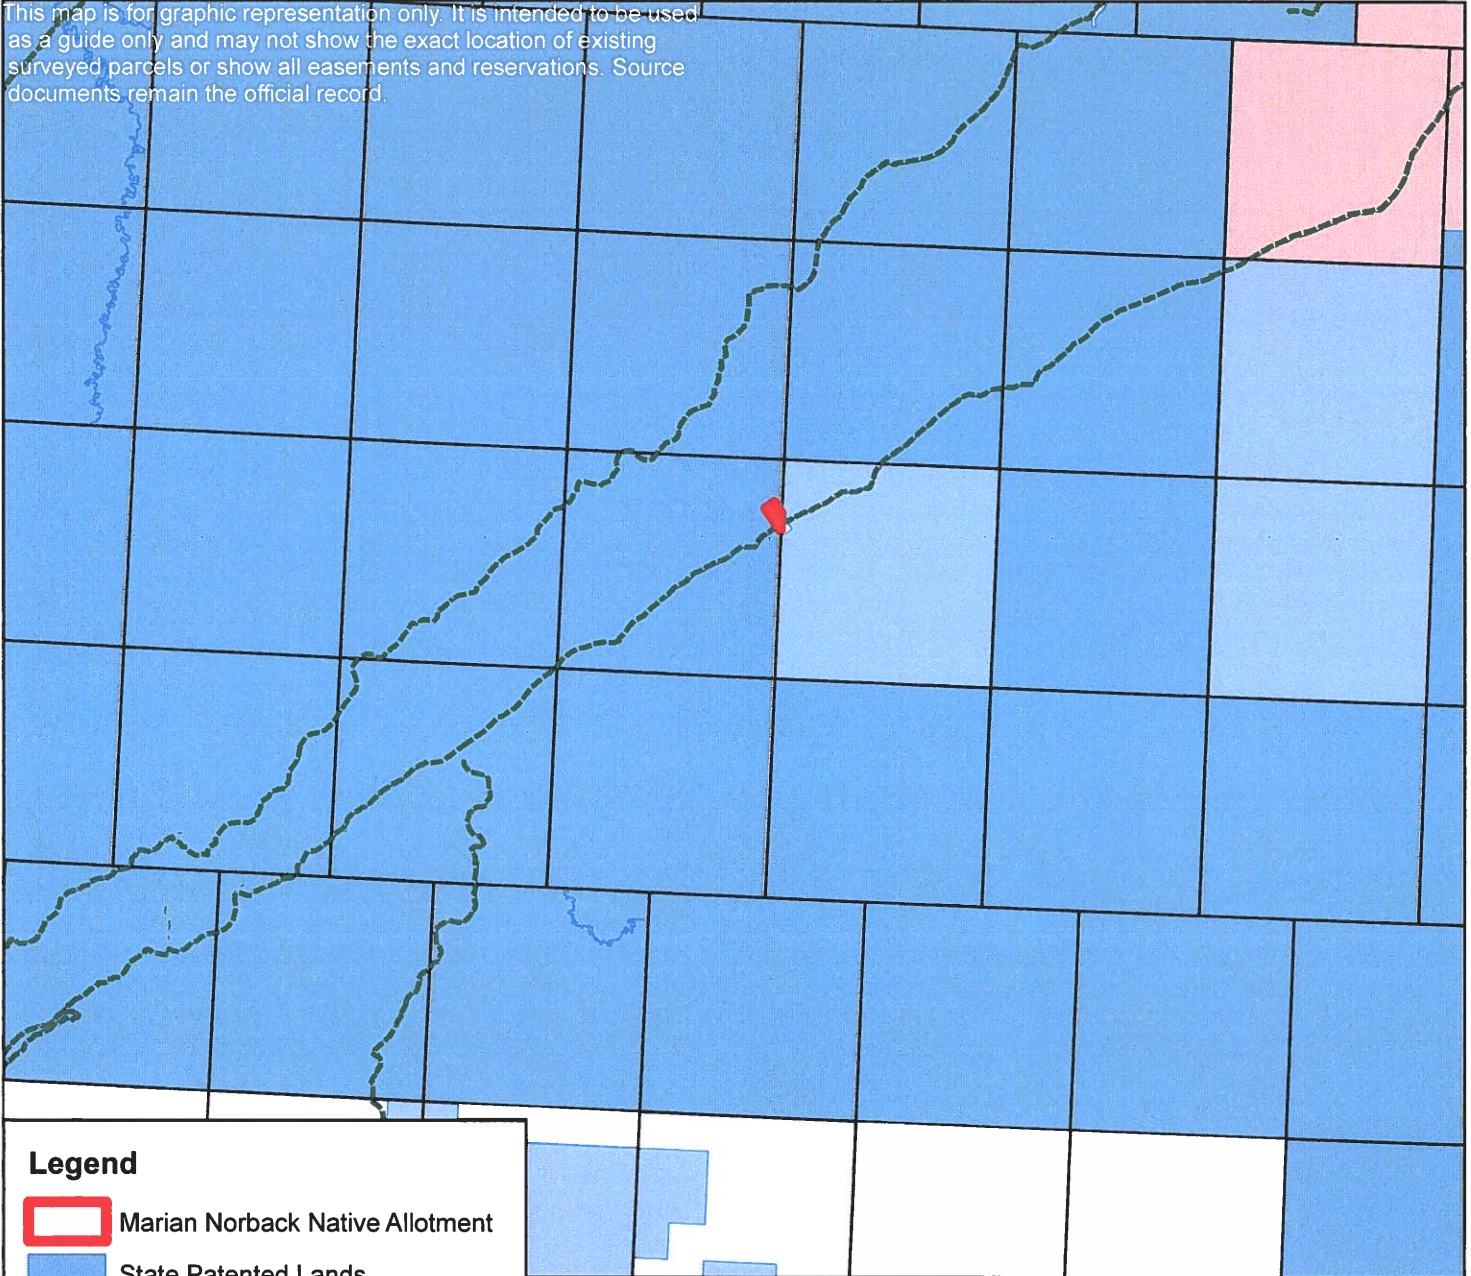 This map is for graphic representation only. It is intended to be used
as a guide only and may not show the exact location of existing
surveyed parcels or show all easements and reservations. Source
documents remain the official record.
Legend
Marian Norback Native Allotment
State Patented Lands